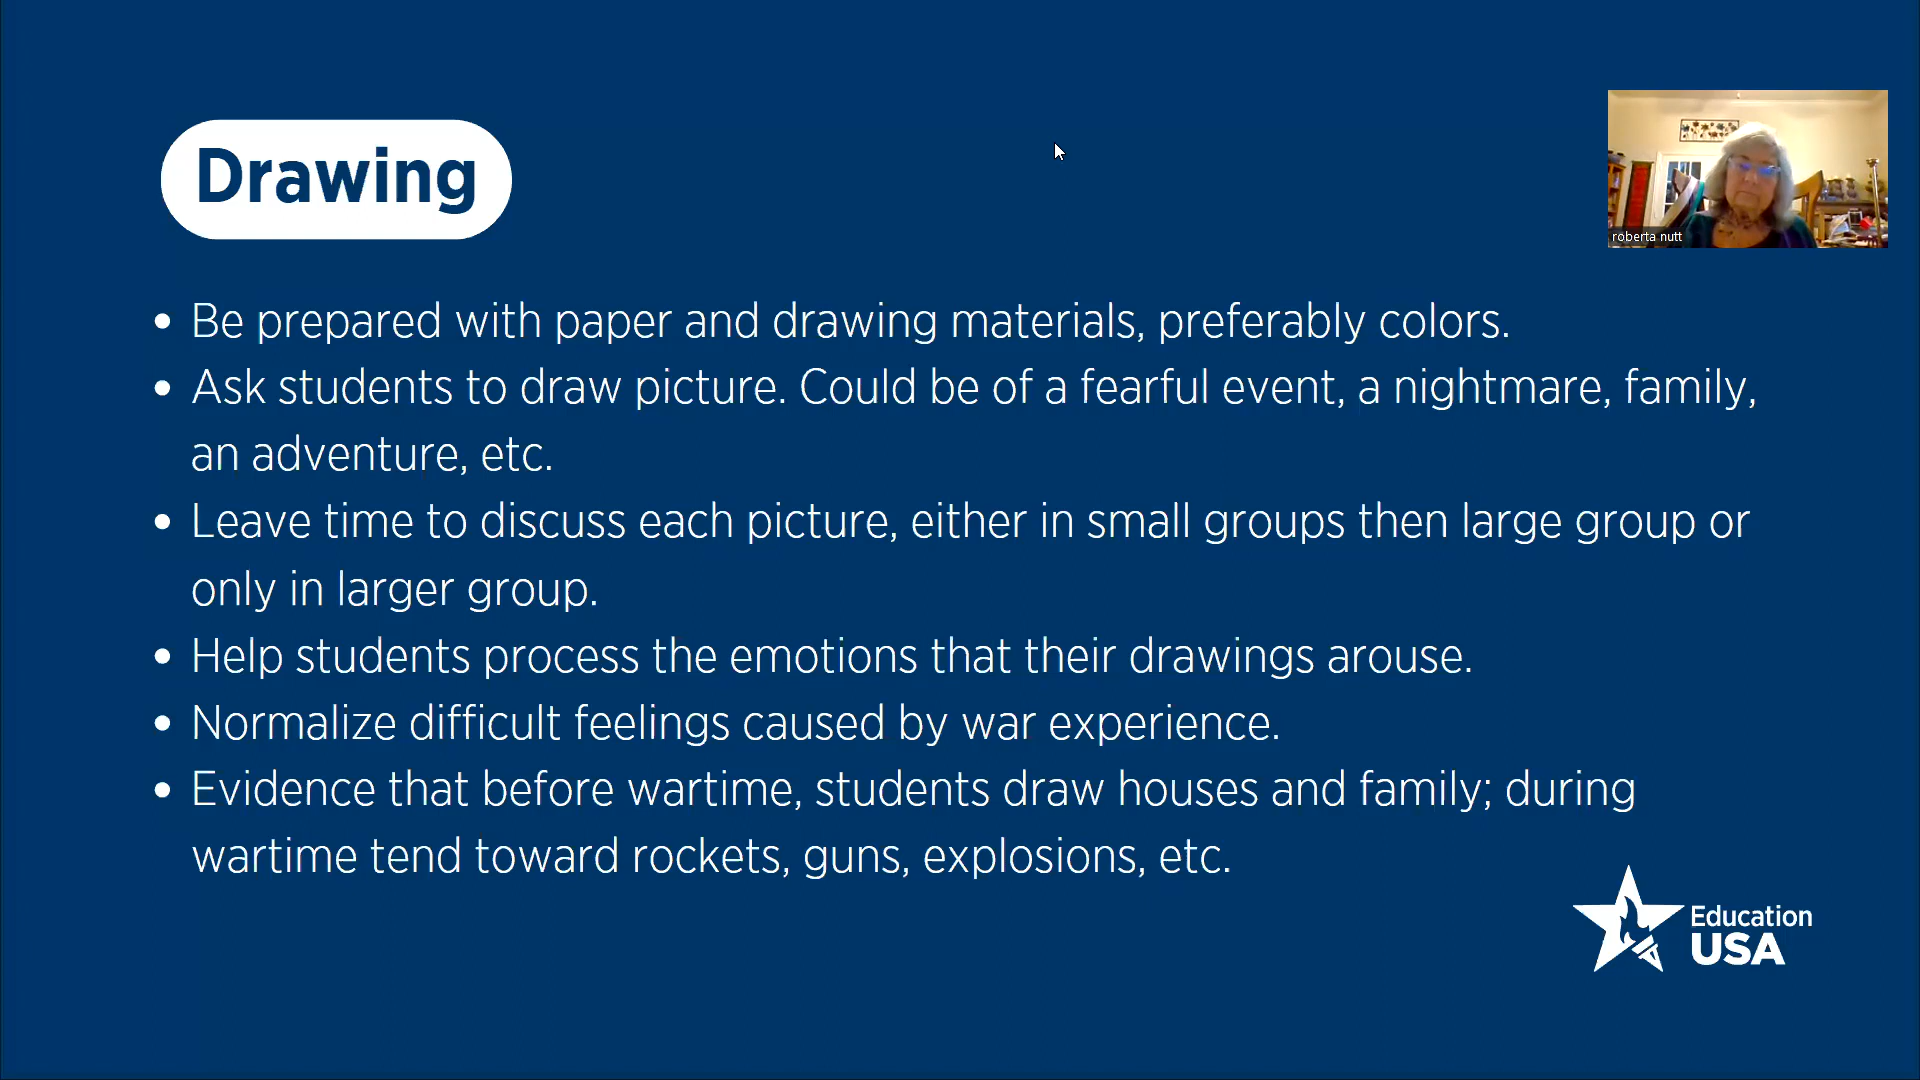 Drawing
roberta nutt
• Be prepared with paper and drawing materials, preferably colors.
• Ask students to draw picture. Could be of a fearful event, a nightmare, family,
an adventure, etc.
• Leave time to discuss each picture, either in small groups then large group or
only in larger group.
• Help students process the emotions that their drawings arouse.
• Normalize difficult feelings caused by war experience.
• Evidence that before wartime, students draw houses and family; during
wartime tend toward rockets, guns, explosions, etc.
Education
USA